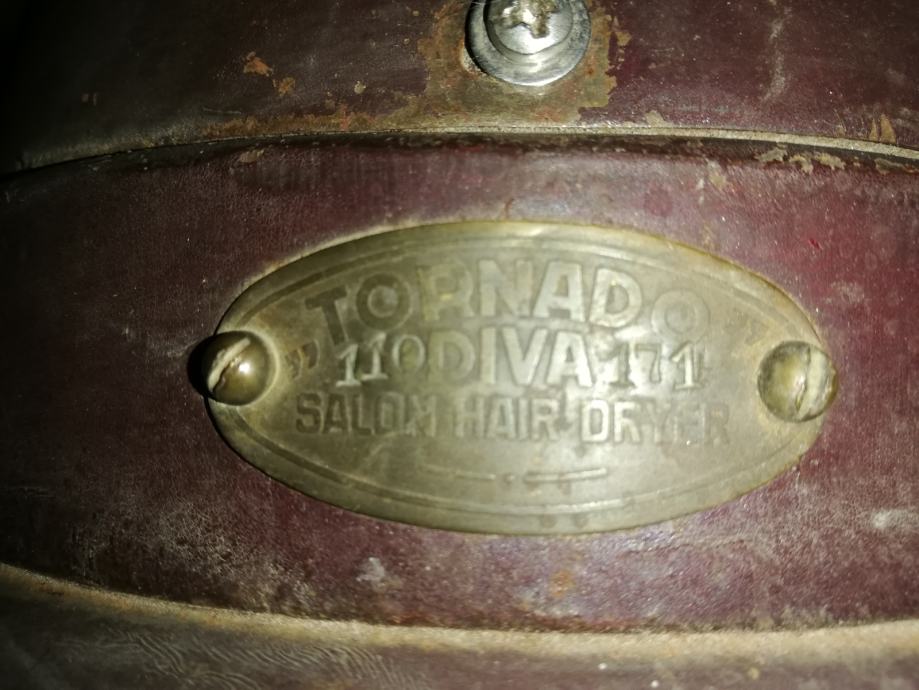 „TORNADO”
110 DIVA 171
SALON HAIR DRYER